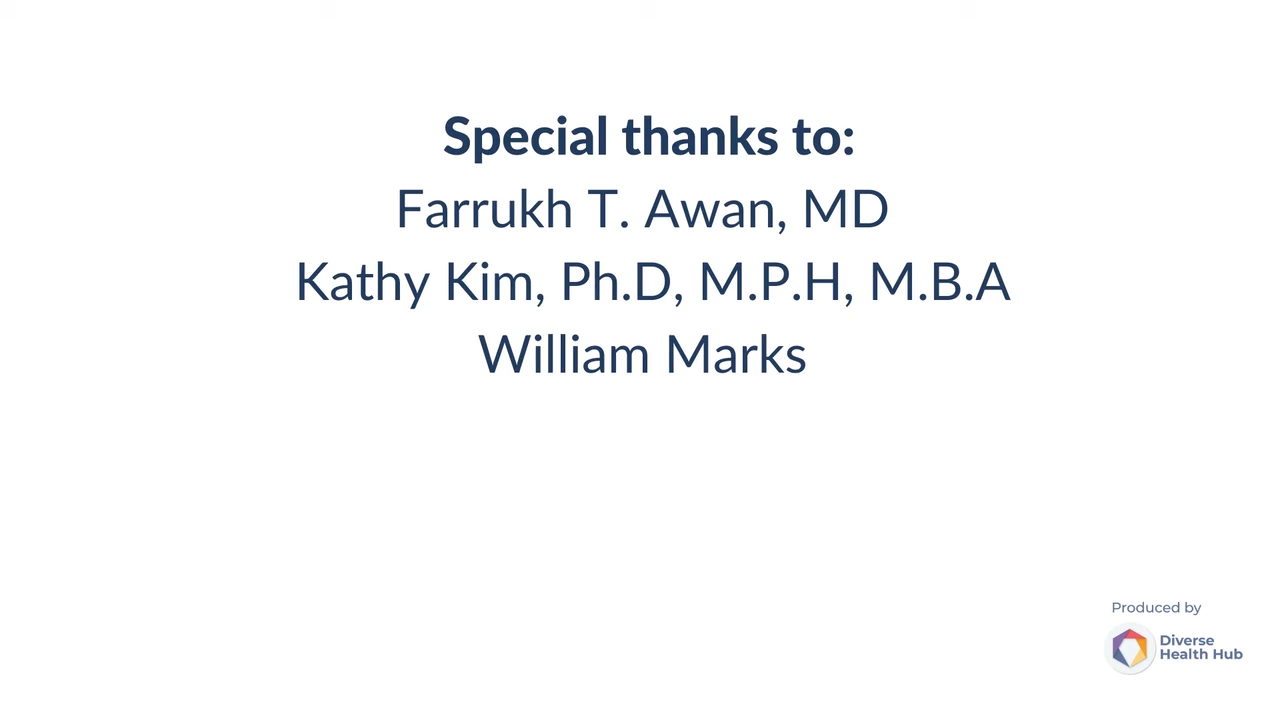 Special thanks to:
Farrukh T. Awan, MD
Kathy Kim, Ph.D, M.P.H, M.B.A
William Marks
Produced by
Diverse
Health Hub